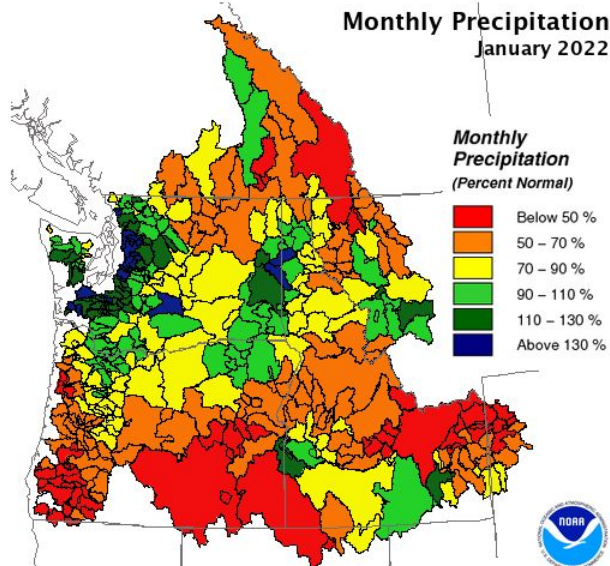 Monthly Precipitation
January 2022
Monthly
Precipitation
(Percent Normal)
Below 50 %
50 – 70 %
70 – 90 %
90 – 110 %
110 – 130 %
Above 130 %
NOAA